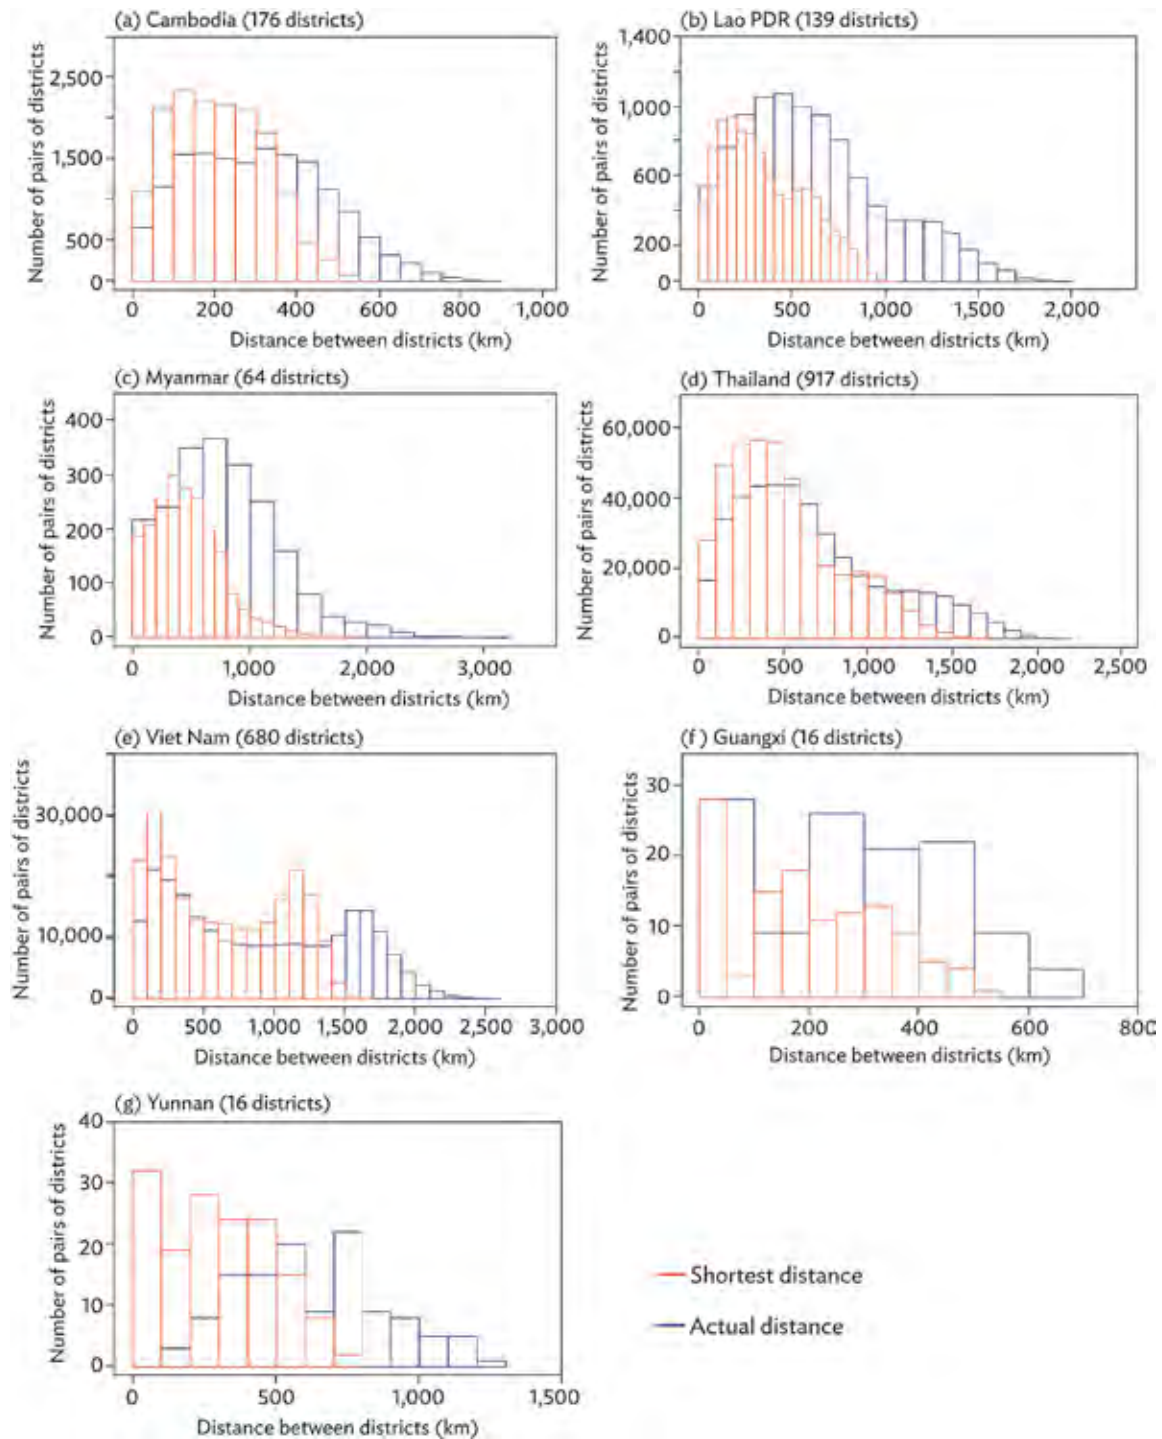 (a) Cambodia (176 districts)
Number of pairs of districts
2,500
1,500
500
0
0 200 400 600 800 1,000
Distance between districts (km)
(b) Lao PDR (139 districts)
Number of pairs of districts
1,400
1,000
600
200
0
0 500 1,000 1,500 2,000
Distance between districts (km)
(c) Myanmar (64 districts)
Number of pairs of districts
400
300
200
100
0
0 1,000 2,000 3,000
Distance between districts (km)
(d) Thailand (917 districts)
Number of pairs of districts
60,000
40,000
20,000
0
0 500 1,000 1,500 2,000 2,500
Distance between districts (km)
(e) Viet Nam (680 districts)
Number of pairs of districts
30,000
10,000
0
0 500 1,000 1,500 2,000 2,500 3,000
Distance between districts (km)
(f) Guangxi (16 districts)
Number of pairs of districts
30
20
10
0
0 200 400 600 800
Distance between districts (km)
(g) Yunnan (16 districts)
Number of pairs of districts
40
30
20
10
0
0 500 1,000 1,500
Distance between districts (km)
Shortest distance
Actual distance